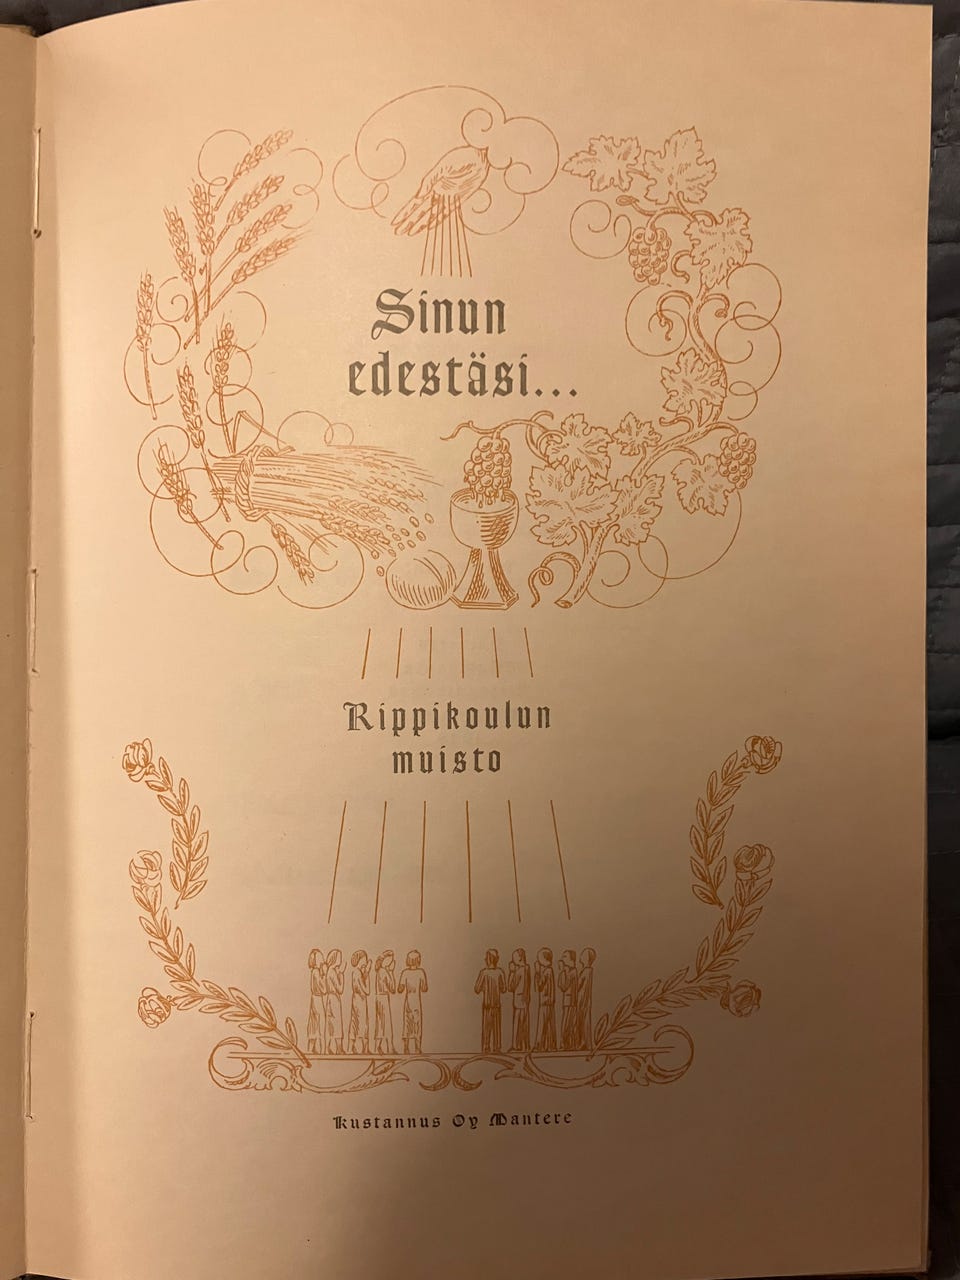 Sinun
edestäsi...
Rippikoulun
muisto
Kustannus Oy Mantere